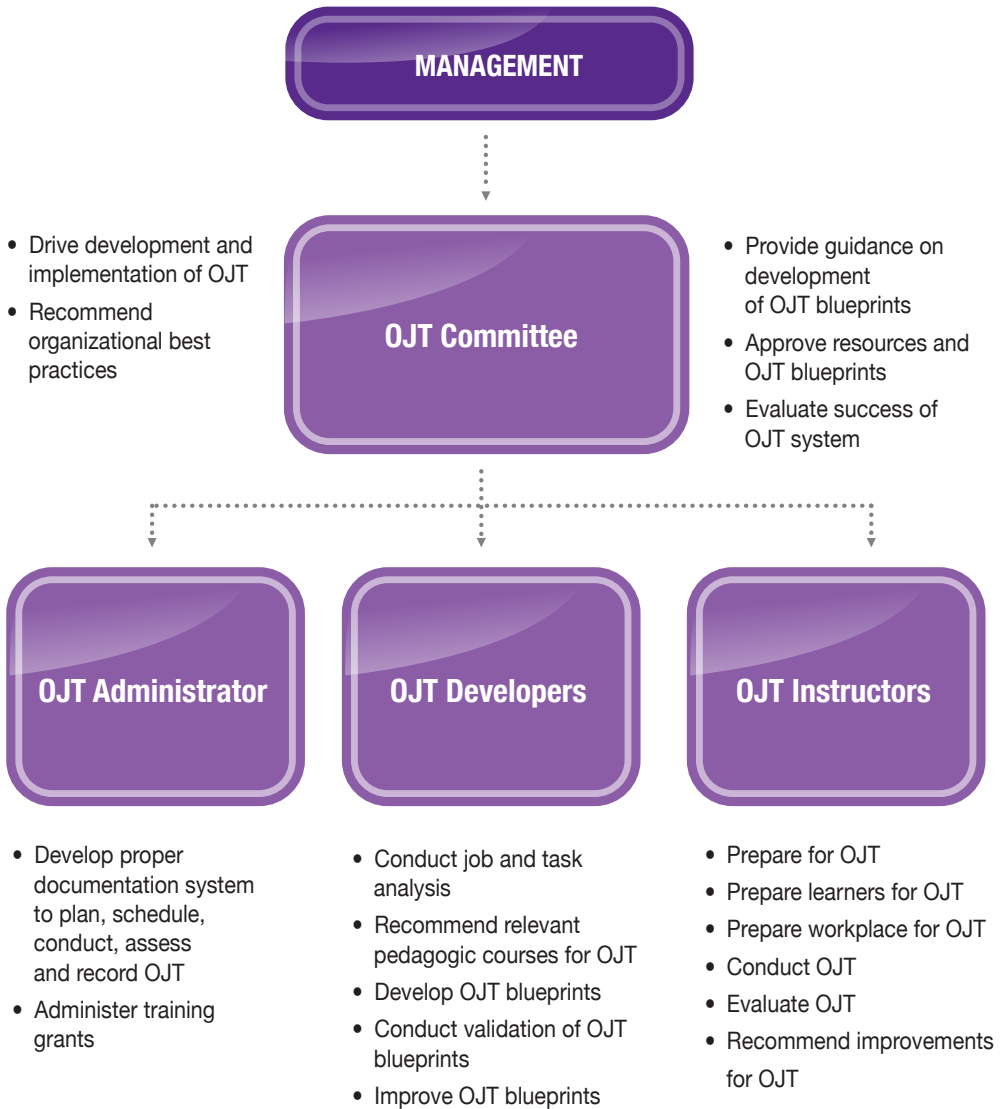 MANAGEMENT
• Drive development and
implementation of OJT
• Recommend
organizational best
practices
OJT Committee
• Provide guidance on
development
of OJT blueprints
• Approve resources and
OJT blueprints
• Evaluate success of
OJT system
OJT Administrator
OJT Developers
OJT Instructors
• Develop proper
documentation system
to plan, schedule,
conduct, assess
and record OJT
• Administer training
grants
• Conduct job and task
analysis
• Recommend relevant
pedagogic courses for OJT
• Develop OJT blueprints
• Conduct validation of OJT
blueprints
• Improve OJT blueprints
• Prepare for OJT
• Prepare learners for OJT
• Prepare workplace for OJT
• Conduct OJT
• Evaluate OJT
• Recommend improvements
for OJT